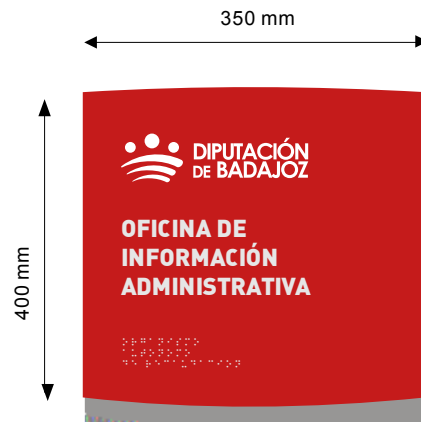 350 mm
400 mm
DIPUTACIÓN
DE BADAJOZ
OFICINA DE
INFORMACIÓN
ADMINISTRATIVA